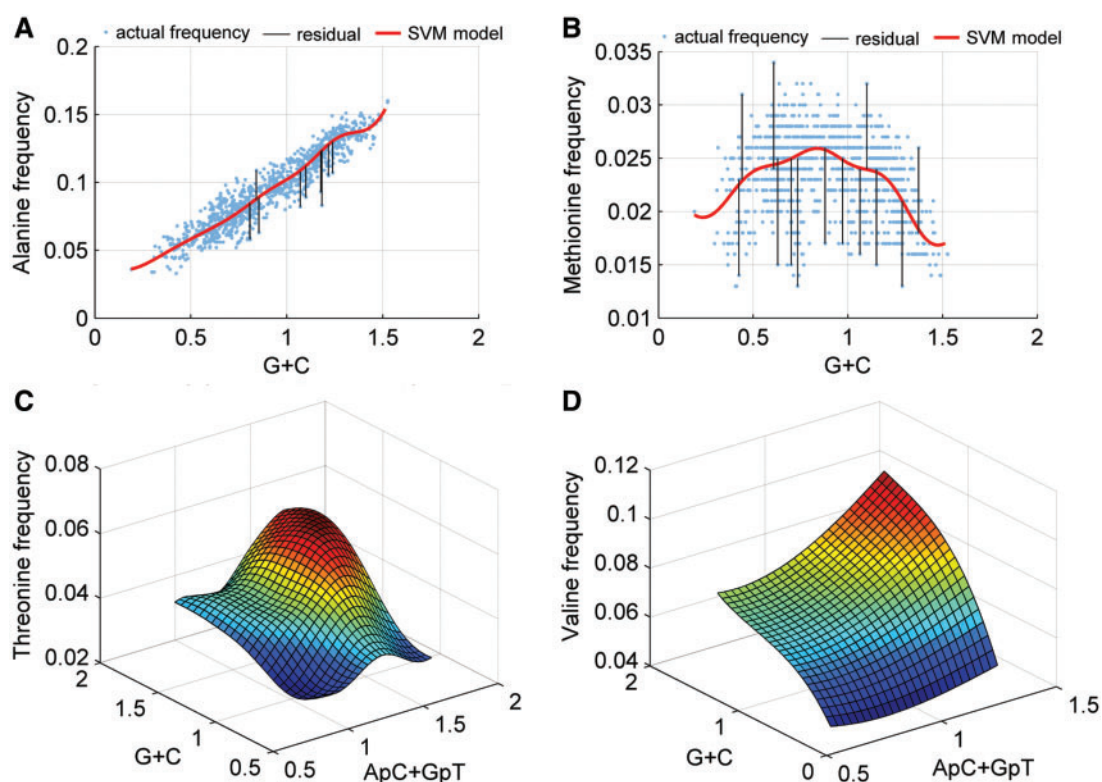 A
actual frequency residual SVM model
Alanine frequency
0.2
0.15
0.1
0.05
0
0 0.5 1 1.5 2
G+C
B
actual frequency residual SVM model
Methionine frequency
0.035
0.03
0.025
0.02
0.015
0.01
0 0.5 1 1.5 2
G+C
C
Threonine frequency
0.08
0.06
0.04
0.02
2
1.5
1
0.5
G+C
0.5
1
1.5
2
ApC+GpT
D
Valine frequency
0.12
0.1
0.08
0.06
0.04
2
1
0
G+C
0.5
1
1.5
ApC+GpT